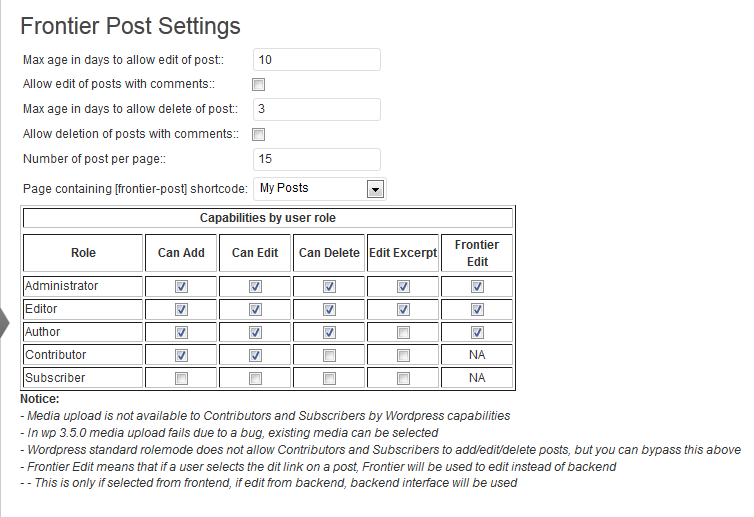 Frontier Post Settings
Max age in days to allow edit of post:: 10
Allow edit of posts with comments::
Max age in days to allow delete of post:: 3
Allow deletion of posts with comments::
Number of post per page:: 15
Page containing [frontier-post] shortcode: My Posts
Capabilities by user role
Role Can Add Can Edit Can Delete Edit Excerpt Frontier Edit
Administrator
Editor
Author
Contributor NA
Subscriber NA
Notice:
- Media upload is not available to Contributors and Subscribers by Wordpress capabilities
- In wp 3.5.0 media upload fails due to a bug, existing media can be selected
- Wordpress standard rolemode does not allow Contributors and Subscribers to add/edit/delete posts, but you can bypass this above
- Frontier Edit means that if a user selects the dit link on a post, Frontier will be used to edit instead of backend
- - This is only if selected from frontend, if edit from backend, backend interface will be used